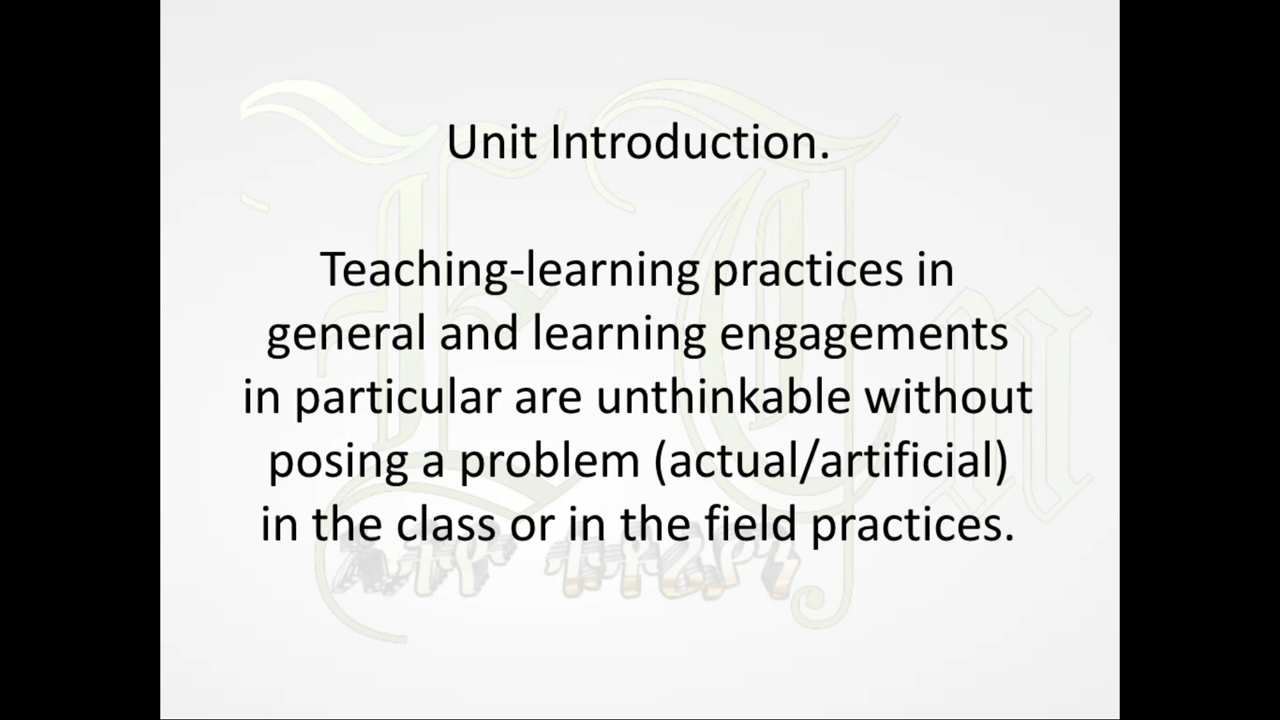 Unit Introduction.
Teaching-learning practices in
general and learning engagements
in particular are unthinkable without
posing a problem (actual/artificial)
in the class or in the field practices.